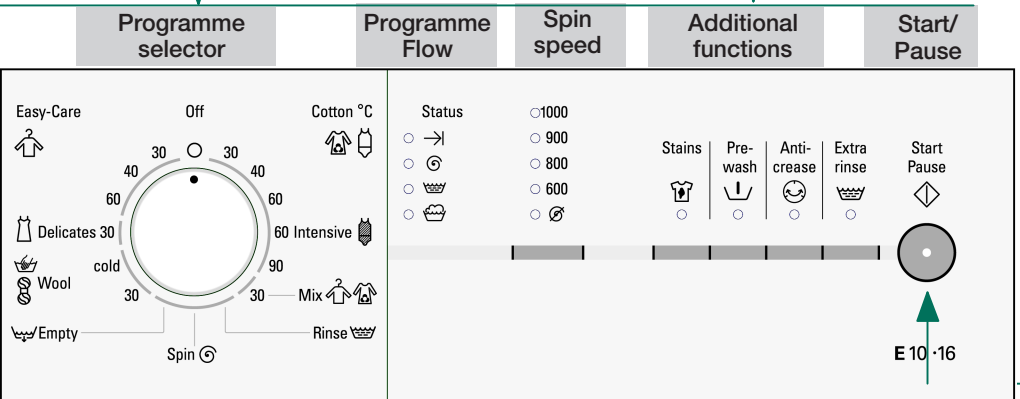 Programme
selector
Programme
Flow
Spin
speed
Additional
functions
Start/
Pause
Easy-Care
Off
Cotton °C
30
30
40
40
60
60
Delicates 30
60 Intensive
cold
90
Wool
30
30
Mix
Empty
Rinse
Spin
Status
1000
900
800
600
Stains
Pre-
wash
Anti-
crease
Extra
rinse
Start
Pause
E 10·16